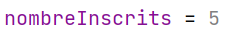 nombreInscrits = 5